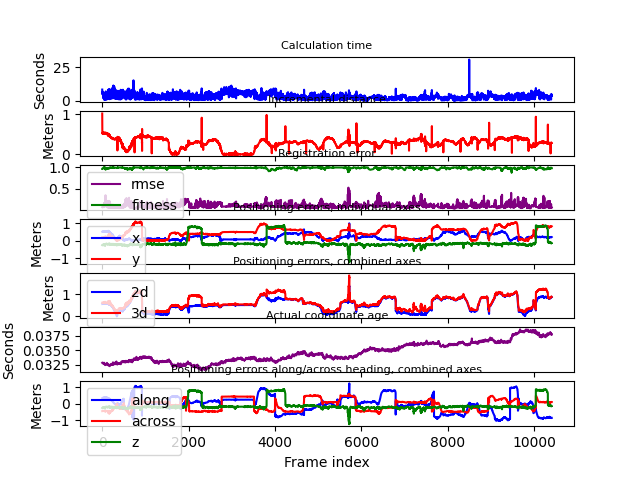 Calculation time
25
0
Seconds
1
0
Meters
Registration error
1.0
0.5
rmse
fitness
1
0
−1
Meters
x
y
Positioning errors, combined axes
1
0
Meters
2d
3d
Actual coordinate age
0.0375
0.0350
0.0325
Seconds
Positioning errors along/across heading, combined axes
1
0
−1
Meters
along
across
z
0 2000 4000 6000 8000 10000
Frame index